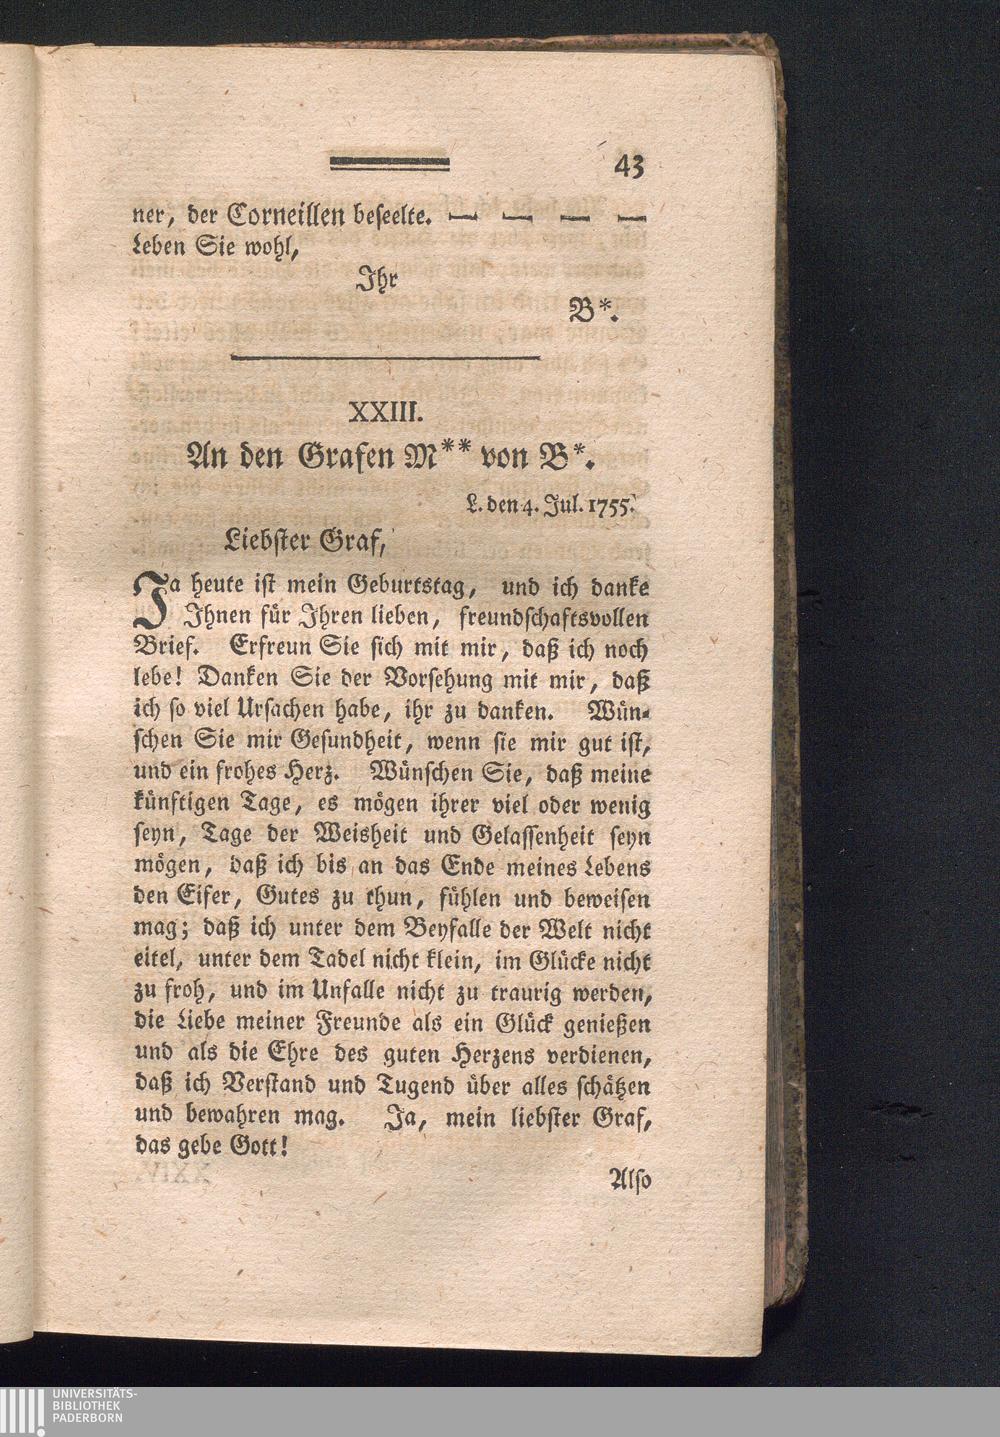 43
ner, der Corneillen beseelte. — — — —
Leben Sie wohl,
Ihr
B*.
XXIII.
An den Grafen M** von B*.
L. den 4. Jul. 1755.
Liebster Graf,
Ja heute ist mein Geburtstag, und ich danke
Ihnen für Ihren lieben, freundschaftsvollen
Brief. Erfreun Sie sich mit mir, daß ich noch
lebe! Danken Sie der Vorsehung mit mir, daß
ich so viel Ursachen habe, ihr zu danken. Wün-
schen Sie mir Gesundheit, wenn sie mir gut ist,
und ein frohes Herz. Wünschen Sie, daß meine
künftigen Tage, es mögen ihrer viel oder wenig
seyn, Tage der Weisheit und Gelassenheit seyn
mögen, daß ich bis an das Ende meines Lebens
den Eifer, Gutes zu thun, fühlen und beweisen
mag; daß ich unter dem Beyfalle der Welt nicht
eitel, unter dem Tadel nicht klein, im Glücke nicht
zu froh, und im Unfalle nicht zu traurig werden,
die Liebe meiner Freunde als ein Glück genießen
und als die Ehre des guten Herzens verdienen,
daß ich Verstand und Tugend über alles schätzen
und bewahren mag. Ja, mein liebster Graf,
das gebe Gott!
Also
UNIVERSITÄTS-
BIBLIOTHEK
PADERBORN